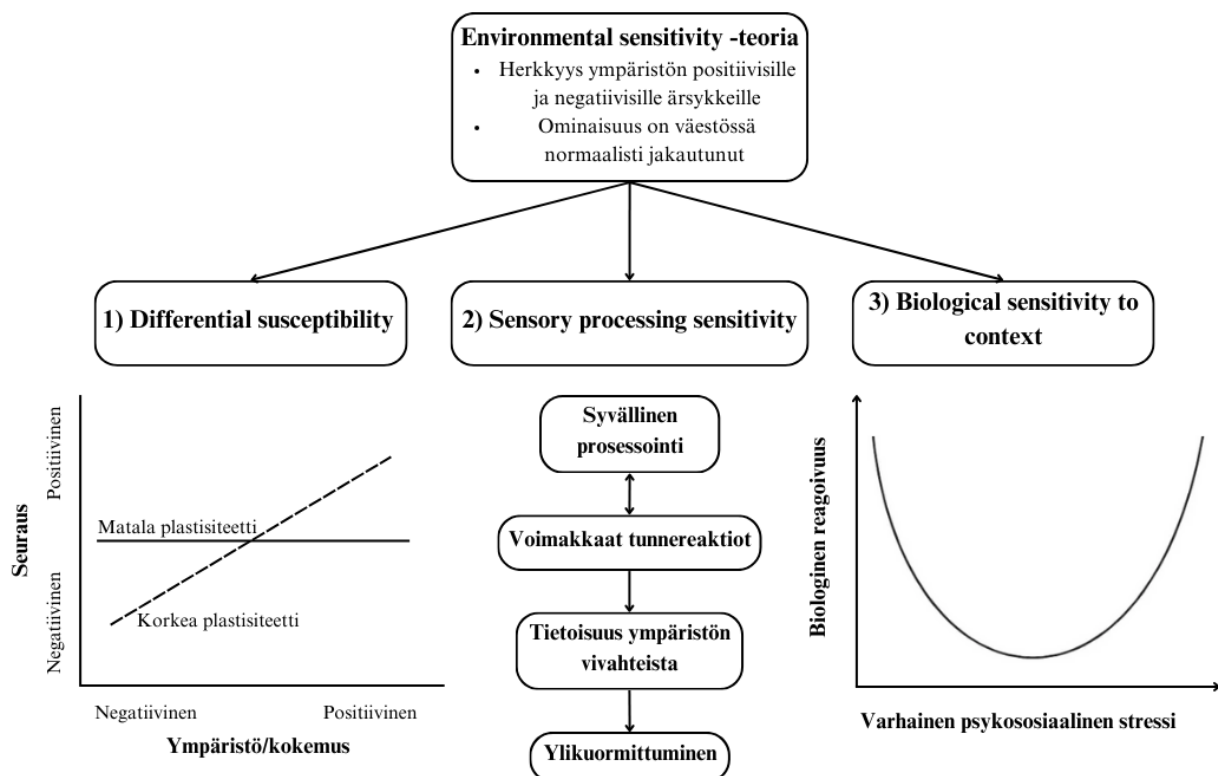 Environmental sensitivity -teoria
• Herkkyys ympäristön positiivisille
ja negatiivisille ärsykkeille
• Ominaisuus on väestössä
normaalisti jakautunut
1) Differential susceptibility
2) Sensory processing sensitivity
3) Biological sensitivity to
context
Seuraus
Positiivinen
Negatiivinen
Matala plastisiteetti
Korkea plastisiteetti
Negatiivinen
Positiivinen
Ympäristö/kokemus
Syvällinen
prosessointi
Voimakkaat tunnereaktiot
Tietoisuus ympäristön
vivahteista
Ylikuormittuminen
Biologinen reagoivuus
Varhainen psykososiaalinen stressi